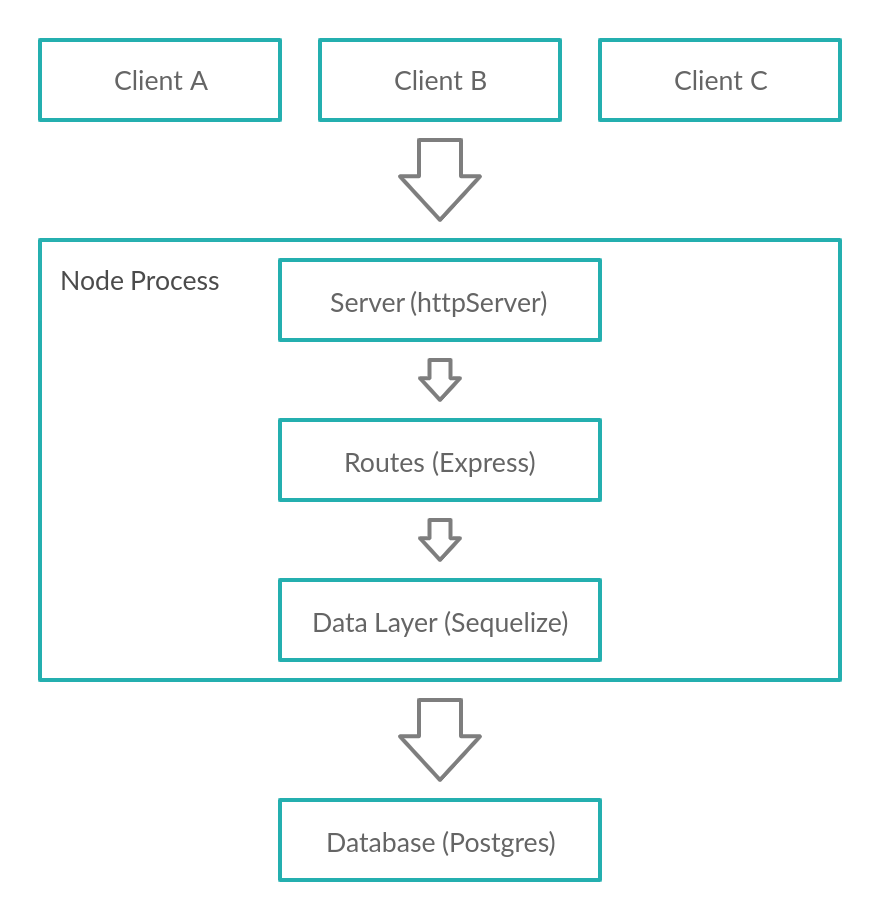 Client A
Client B
Client C
Node Process
Server (httpServer)
Routes (Express)
Data Layer (Sequelize)
Database (Postgres)